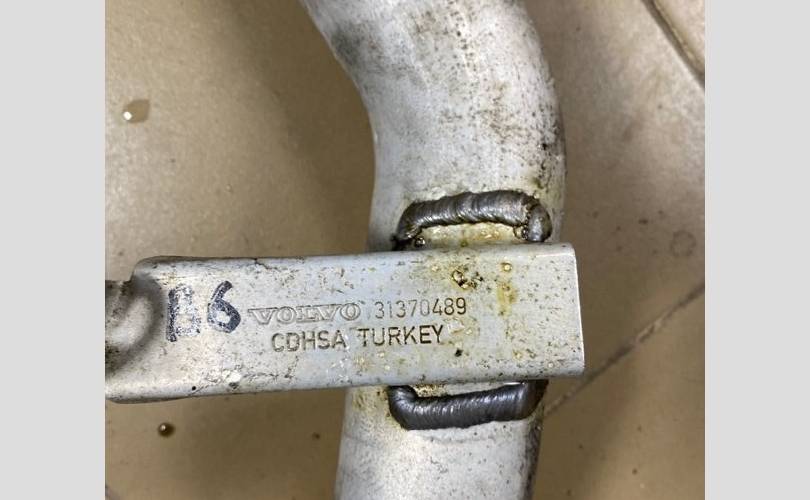 B6 VOLVO 31370489
CDHSA TURKEY